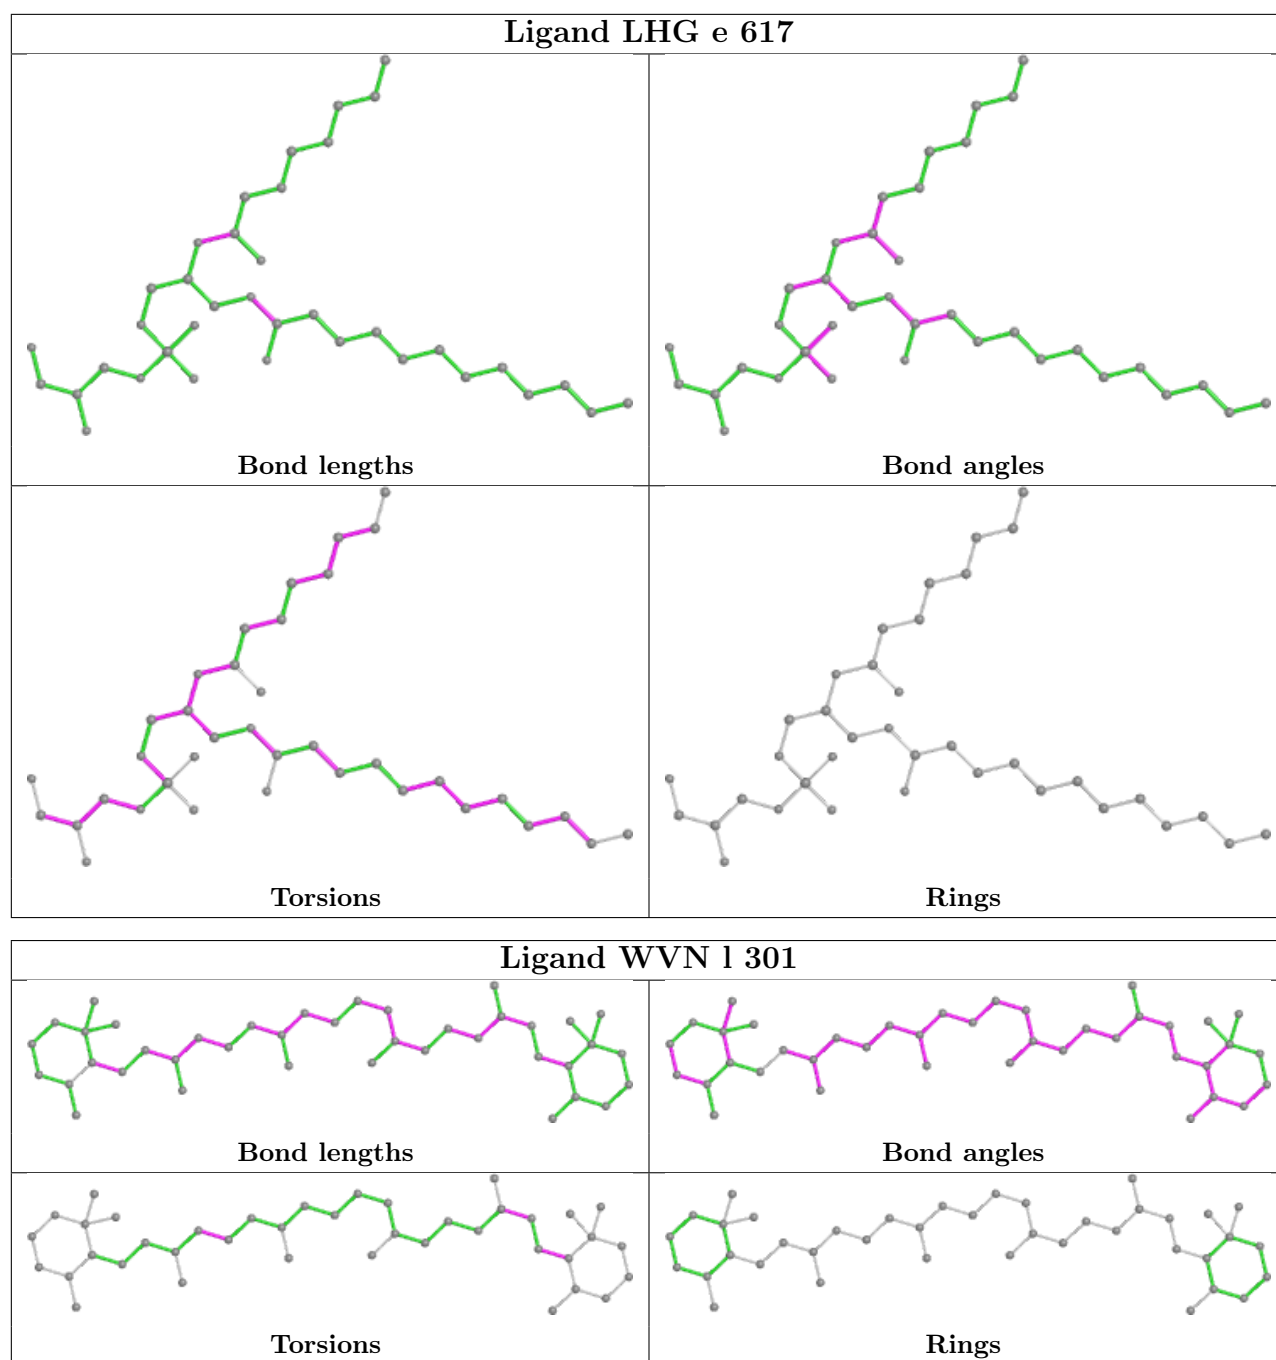 Ligand LHG e 617
Bond lengths
Bond angles
Torsions
Rings
Ligand WVN l 301
Bond lengths
Bond angles
Torsions
Rings